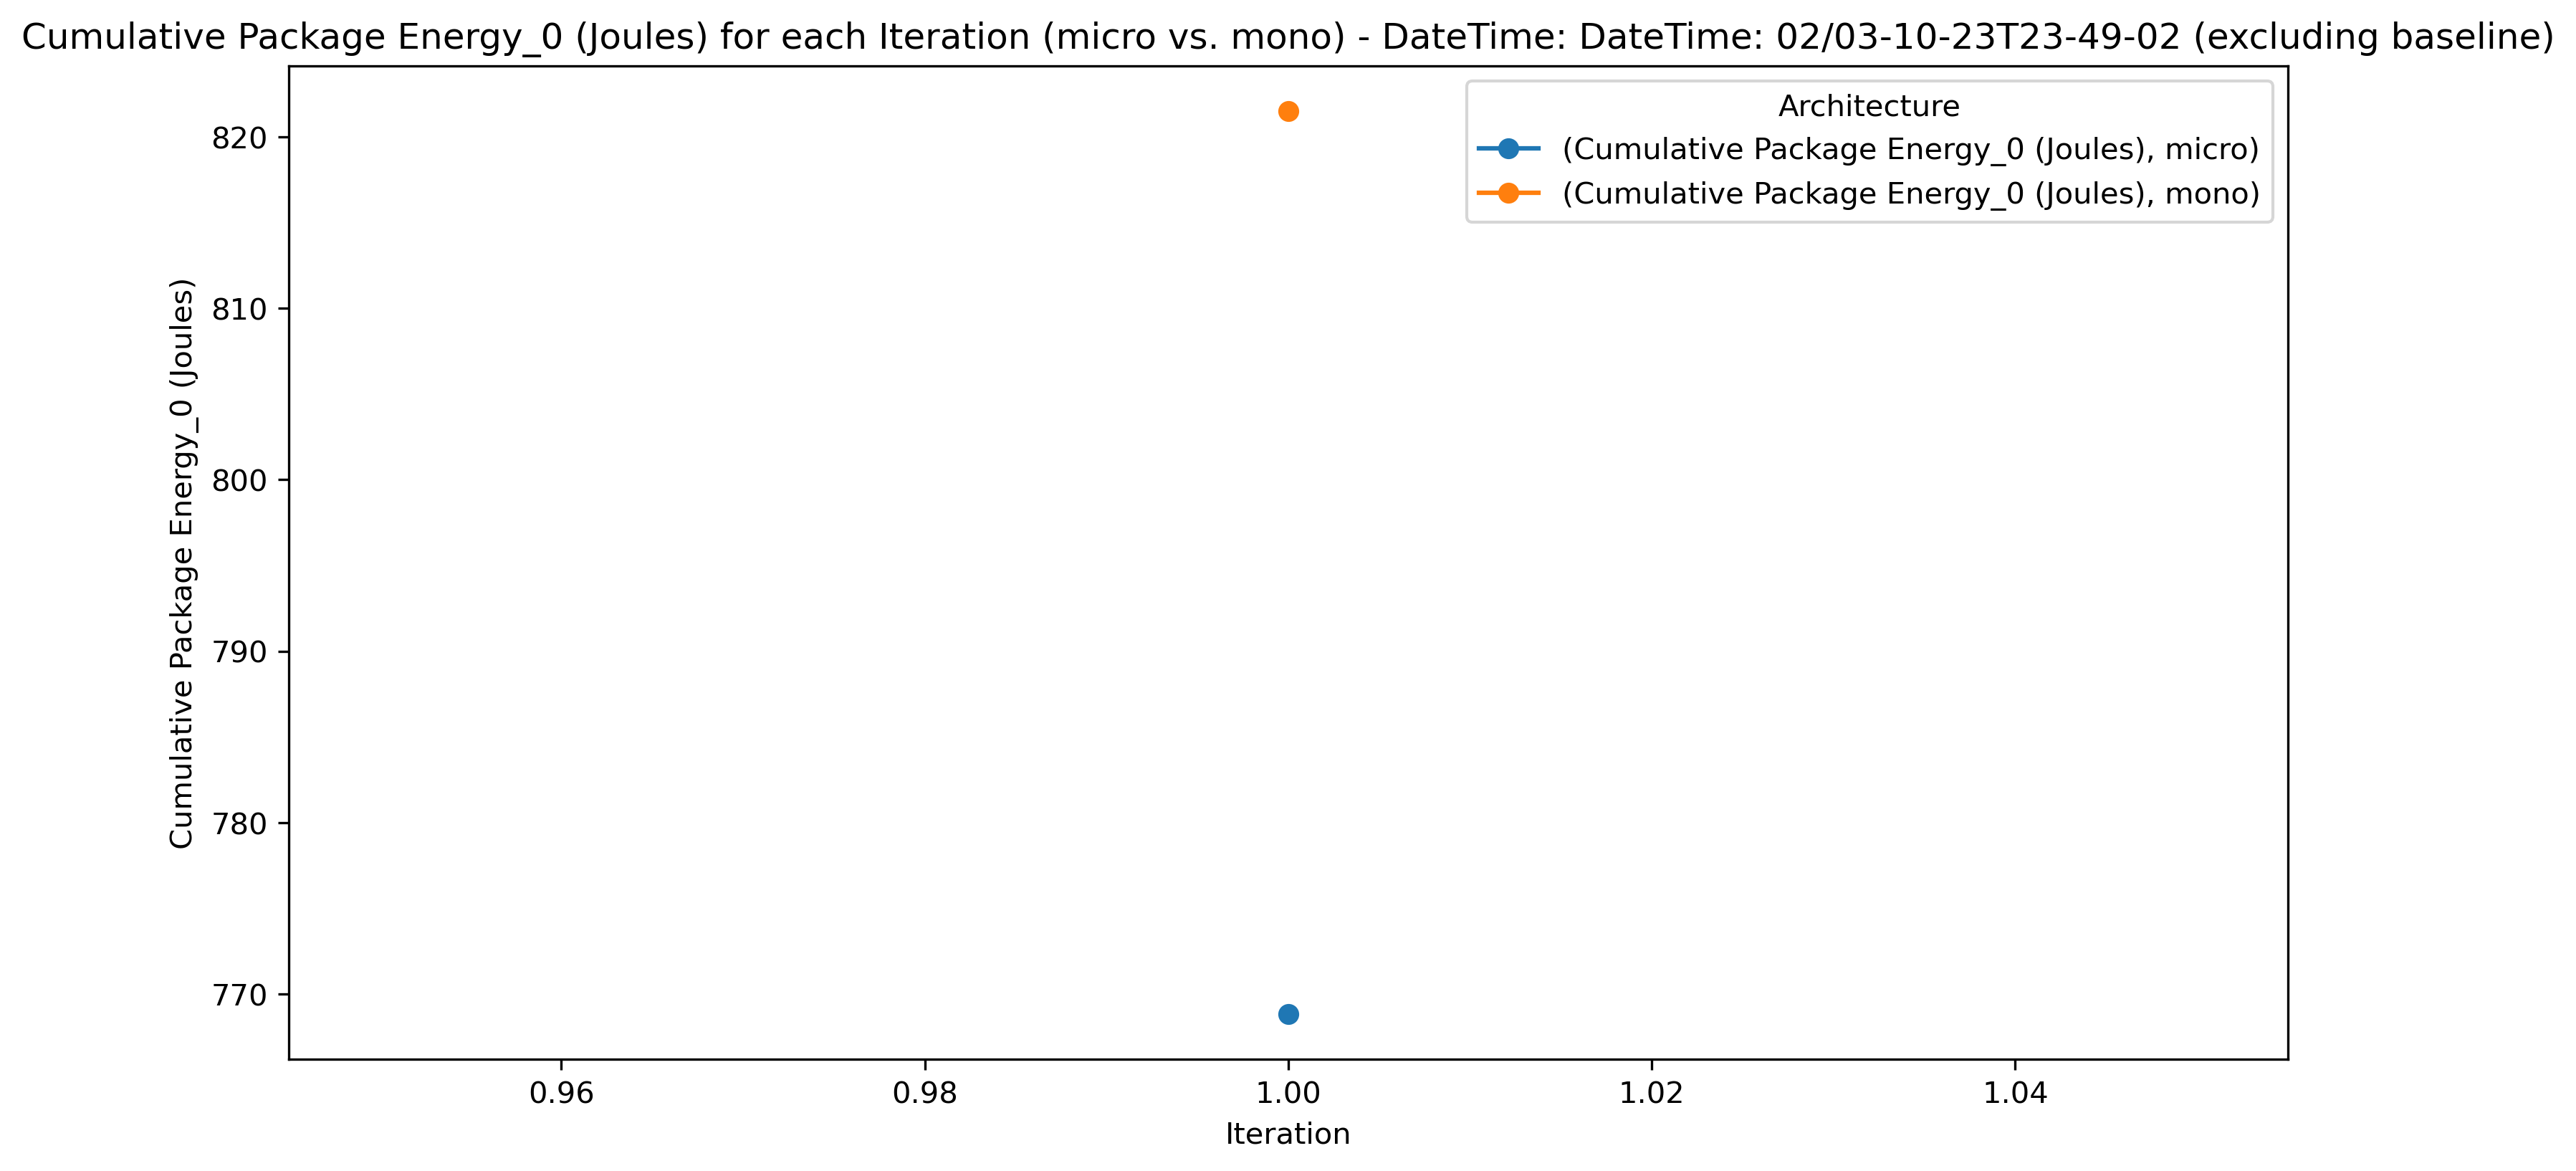 Cumulative Package Energy_0 (Joules) for each Iteration (micro vs. mono) - DateTime: DateTime: 02/03-10-23T23-49-02 (excluding baseline)
Architecture
(Cumulative Package Energy_0 (Joules), micro)
(Cumulative Package Energy_0 (Joules), mono)
Cumulative Package Energy_0 (Joules)
820
810
800
790
780
770
0.96
0.98
1.00
1.02
1.04
Iteration